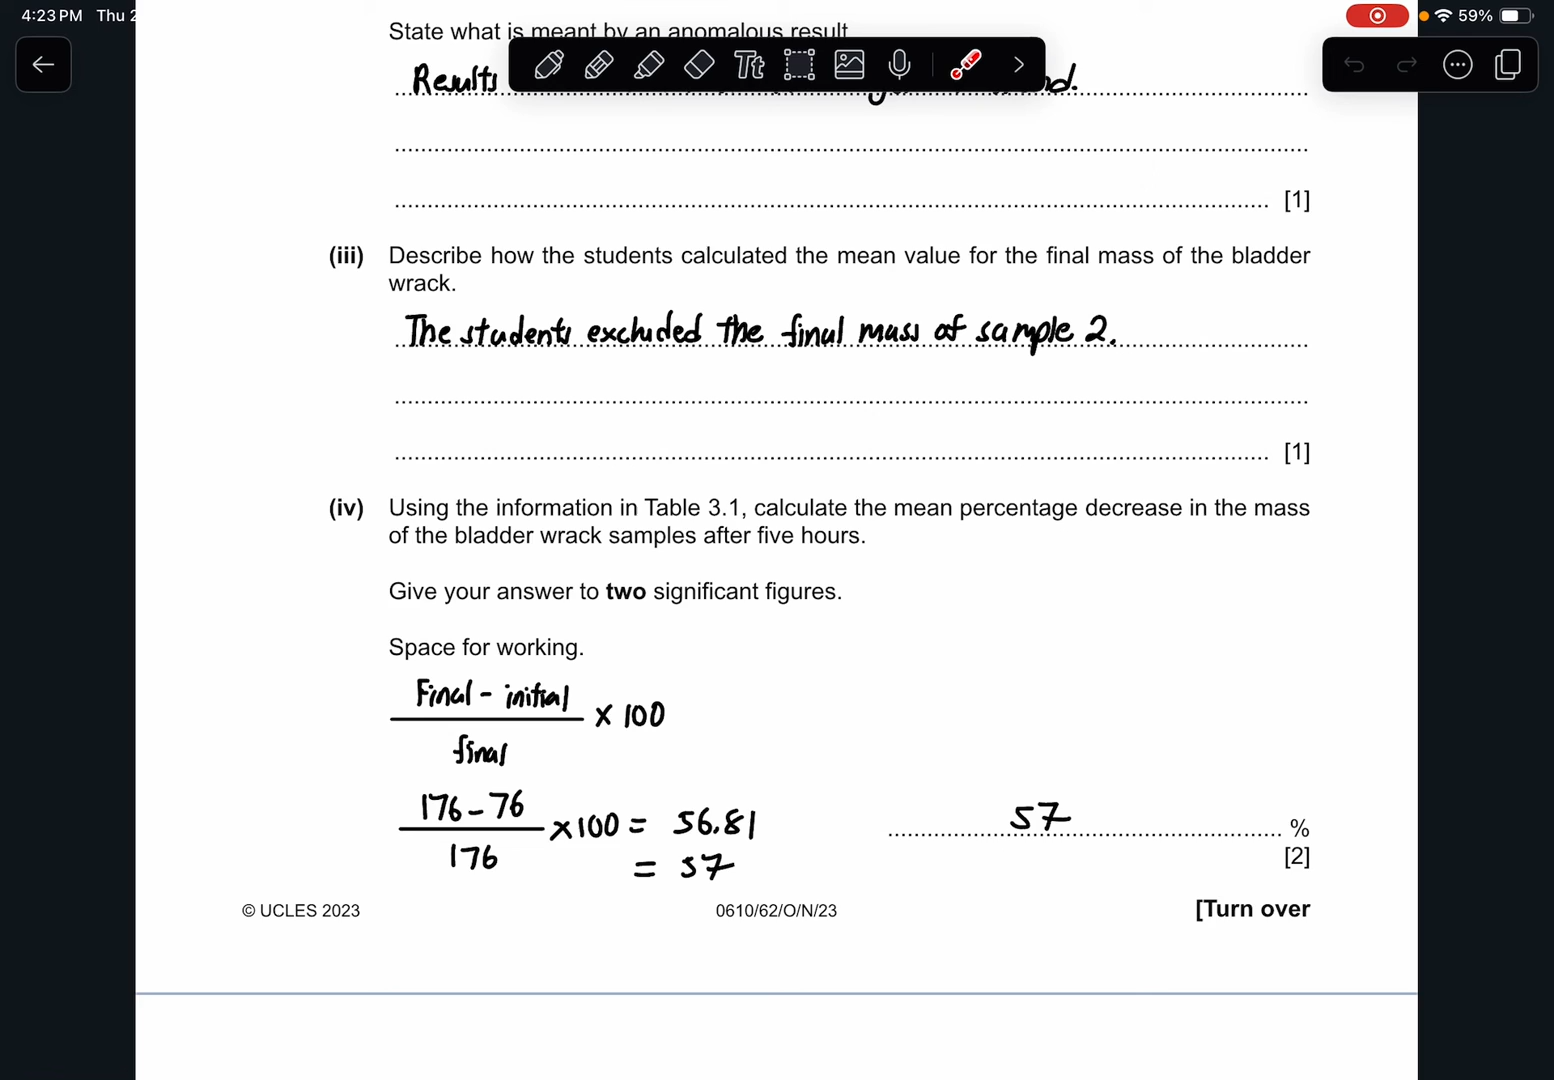 4:23 PM Thu 2
59%
State what is meant by an anomalous result
Results
Tt
[1]
(iii) Describe how the students calculated the mean value for the final mass of the bladder
wrack.
The students excluded the final mass of sample 2.
[1]
(iv) Using the information in Table 3.1, calculate the mean percentage decrease in the mass
of the bladder wrack samples after five hours.
Give your answer to two significant figures.
Space for working.
Final - initial
× 100
final
176 - 76
× 100 = 56.81
176
= 57
57 %
[2]
© UCLES 2023 0610/62/O/N/23 [Turn over